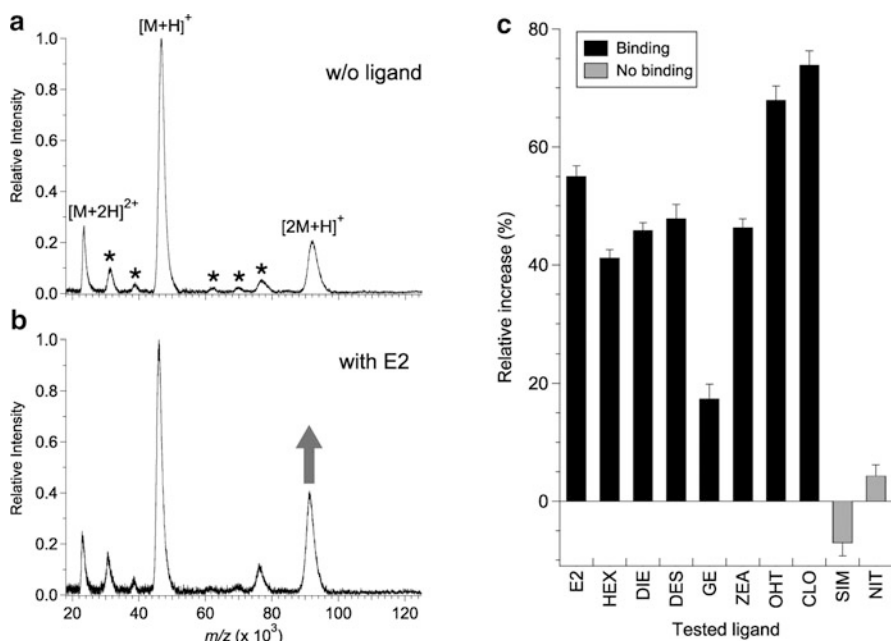 a
[M+H]⁺
w/o ligand
[M+2H]²⁺
[2M+H]⁺
* * * * *
Relative Intensity
1.0
0.8
0.6
0.4
0.2
0.0
b
with E2
Relative Intensity
1.0
0.8
0.6
0.4
0.2
0.0
20 40 60 80 100 120
m/z (x 10³)
c
Binding
No binding
Relative increase (%)
80
60
40
20
0
E2 HEX DIE DES GE ZEA OHT CLO SIM NIT
Tested ligand